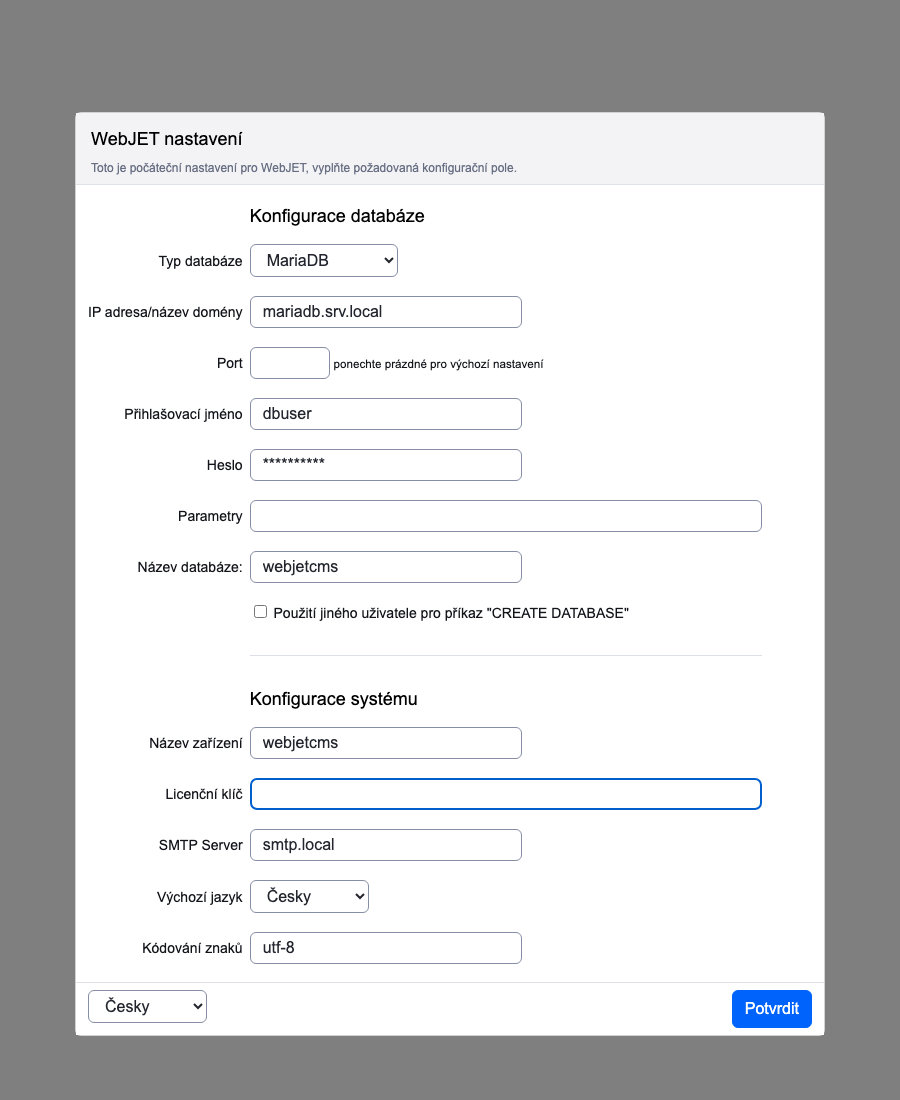 WebJET nastavení
Toto je počáteční nastavení pro WebJET, vyplňte požadovaná konfigurační pole.
Konfigurace databáze
Typ databáze MariaDB
IP adresa/název domény mariadb.srv.local
Port ponechte prázdné pro výchozí nastavení
Přihlašovací jméno dbuser
Heslo **********
Parametry
Název databáze: webjetcms
Použití jiného uživatele pro příkaz "CREATE DATABASE"
Konfigurace systému
Název zařízení webjetcms
Licenční klíč
SMTP Server smtp.local
Výchozí jazyk Česky
Kódování znaků utf-8
Česky Potvrdit